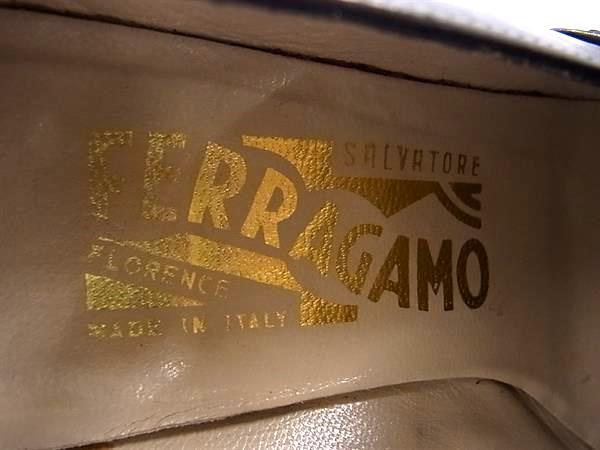 SALVATORE
FERRAGAMO
FLORENCE
MADE IN ITALY